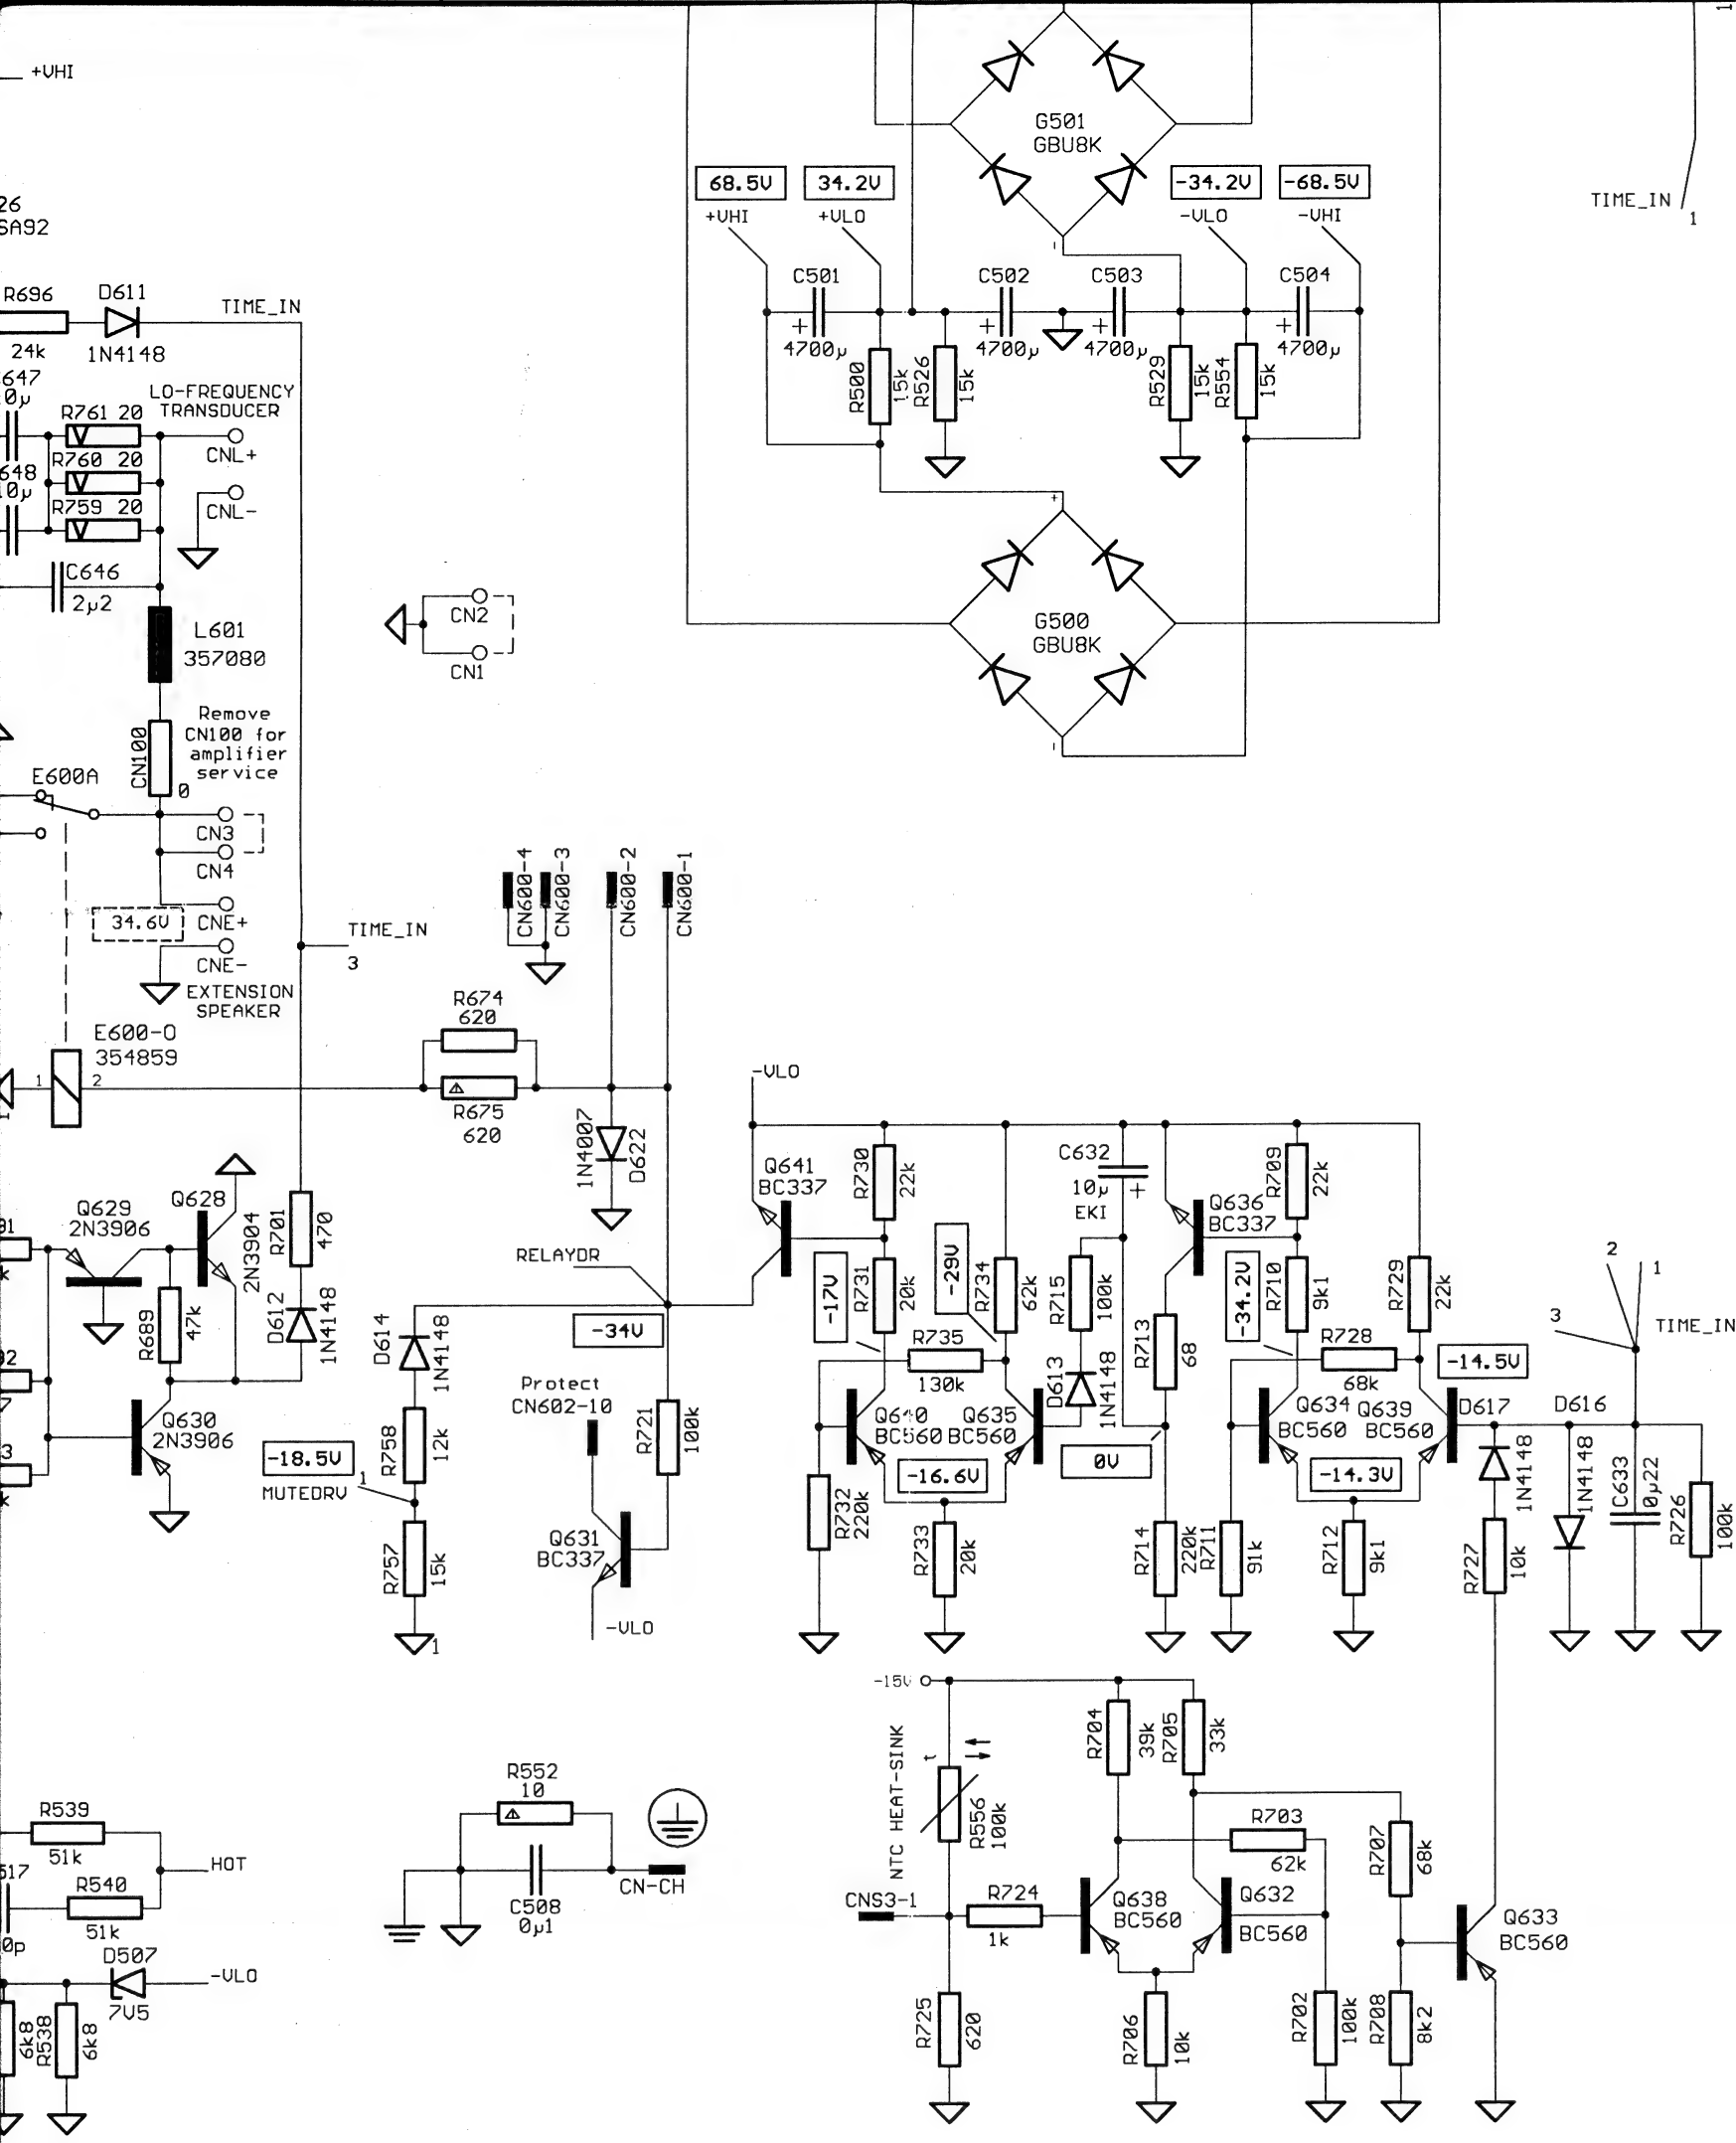 +VHI
26
SA92
R696
24k
D611
1N4148
TIME_IN
G501
GBU8K
68.5V
34.2V
-34.2V
-68.5V
+VHI
+VLO
-VLO
-VHI
TIME_IN
1
1
C501
+
4700µ
C502
+
4700µ
C503
+
4700µ
C504
+
4700µ
R500
15k
R526
15k
R529
15k
R554
15k
LO-FREQUENCY
TRANSDUCER
647
0µ
R761 20
CNL+
R760 20
648
0µ
CNL-
R759 20
C646
2µ2
L601
357080
CN2
CN1
+
G500
GBU8K
Remove
CN100 for
amplifier
service
CN100
0
E600A
CN3
CN4
34.6V
CNE+
CNE-
EXTENSION
SPEAKER
TIME_IN
3
CN600-4
CN600-3
CN600-2
CN600-1
E600-O
354859
1
2
R674
620
R675
620
1N4007
D622
-VLO
Q629
2N3906
Q628
2N3904
R701
470
R689
47k
D612
1N4148
Q630
2N3906
RELAYDR
-34V
D614
1N4148
R758
12k
-18.5V
1
MUTEDRV
R757
15k
1
Protect
CN602-10
R721
100k
Q631
BC337
-VLO
Q641
BC337
R730
22k
-17V
R731
20k
-29V
R734
62k
C632
10µ
+
EKI
R715
100k
D613
1N4148
R735
130k
Q640
BC560
Q635
BC560
-16.6V
R732
220k
R733
20k
Q636
BC337
R713
68
0V
R714
220k
R709
22k
-34.2V
R710
9k1
R729
22k
R728
68k
-14.5V
Q634
BC560
Q639
BC560
-14.3V
R711
91k
R712
9k1
D617
1N4148
D616
1N4148
R727
10k
2
1
3
TIME_IN
C633
0µ22
R726
100k
-15V
NTC HEAT-SINK
t
R556
100k
R704
39k
R705
33k
R703
62k
R707
68k
CNS3-1
R724
1k
Q638
BC560
Q632
BC560
Q633
BC560
R725
620
R706
10k
R702
100k
R708
8k2
R539
51k
HOT
517
0p
R540
51k
D507
7V5
-VLO
6k8
R538
6k8
R552
10
C508
0µ1
CN-CH